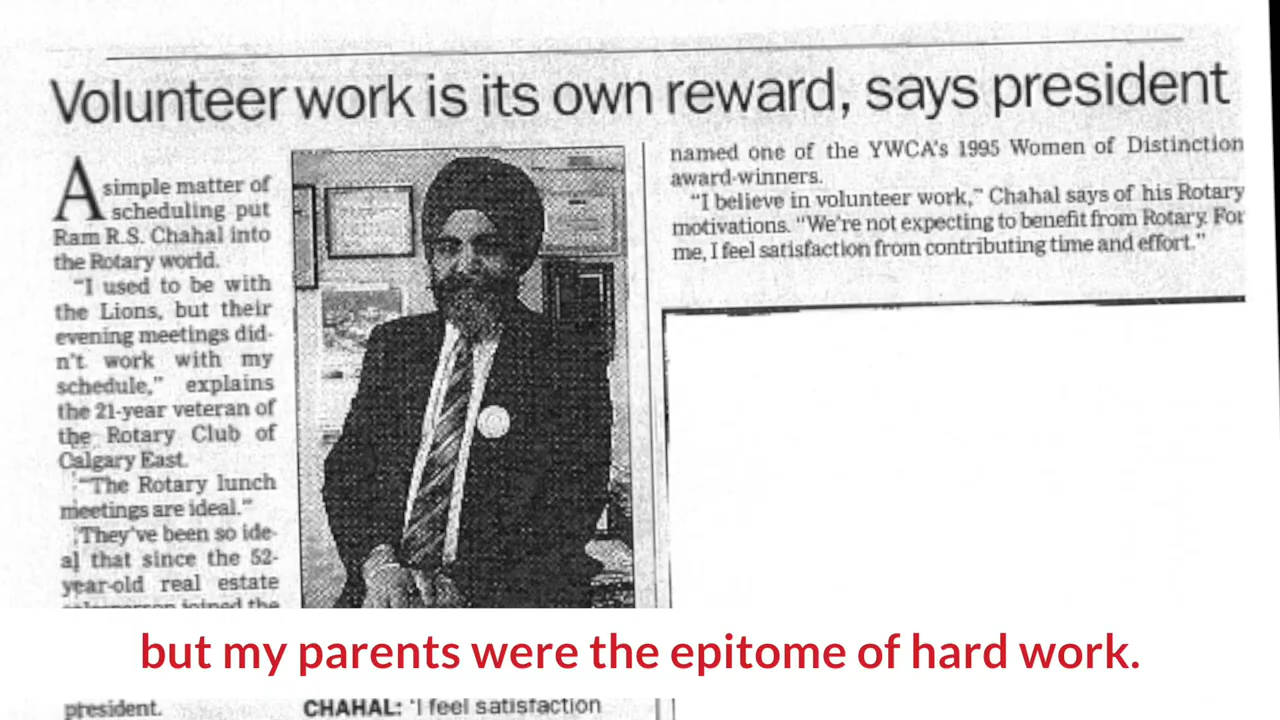 Volunteer work is its own reward, says president
A simple matter of
scheduling put
Ram R.S. Chahal into
the Rotary world.
"I used to be with
the Lions, but their
evening meetings did-
n't work with my
schedule," explains
the 21-year veteran of
the Rotary Club of
Calgary East.
"The Rotary lunch
meetings are ideal."
They've been so ide-
al that since the 52-
year-old real estate
joined the
president.
CHAHAL: 'I feel satisfaction
named one of the YWCA's 1995 Women of Distinction
award-winners.
"I believe in volunteer work," Chahal says of his Rotary
motivations. "We're not expecting to benefit from Rotary. For
me, I feel satisfaction from contributing time and effort."
but my parents were the epitome of hard work.